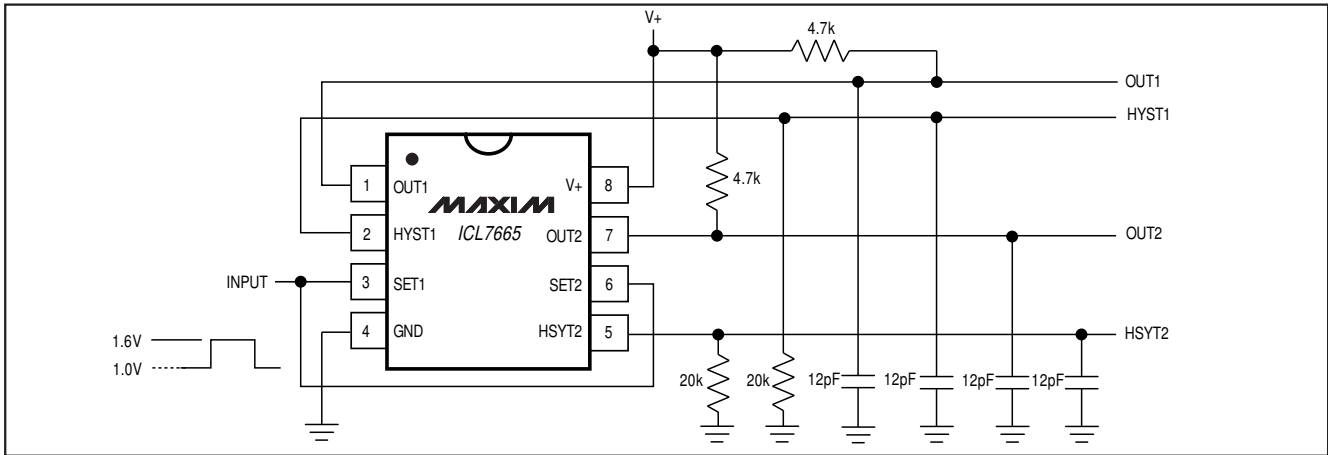 V+
4.7k
OUT1
HYST1
4.7k
1 OUT1
V+ 8
MAXIM
2 HYST1
ICL7665
OUT2 7
OUT2
INPUT
3 SET1
SET2 6
4 GND
HSYT2 5
HSYT2
1.6V
1.0V
20k
20k
12pF
12pF
12pF
12pF